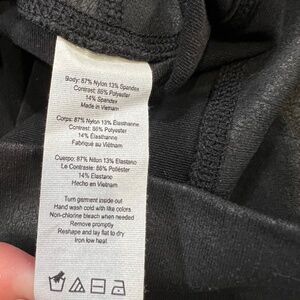 Body: 87% Nylon 13% Spandex
Contrast: 86% Polyester
14% Spandex
Made in Vietnam
Corps: 87% Nylon 13% Élasthanne
Contrast: 86% Polyester
14% Élasthanne
Fabriqué au Viêtnam
Cuerpo: 87% Nilon 13% Elastano
Le Contraste: 86% Poliéster
14% Elastano
Hecho en Vietnam
Turn garment inside out
Hand wash cold with like colors
Non-chlorine bleach when needed
Remove promptly
Reshape and lay flat to dry
Iron low heat